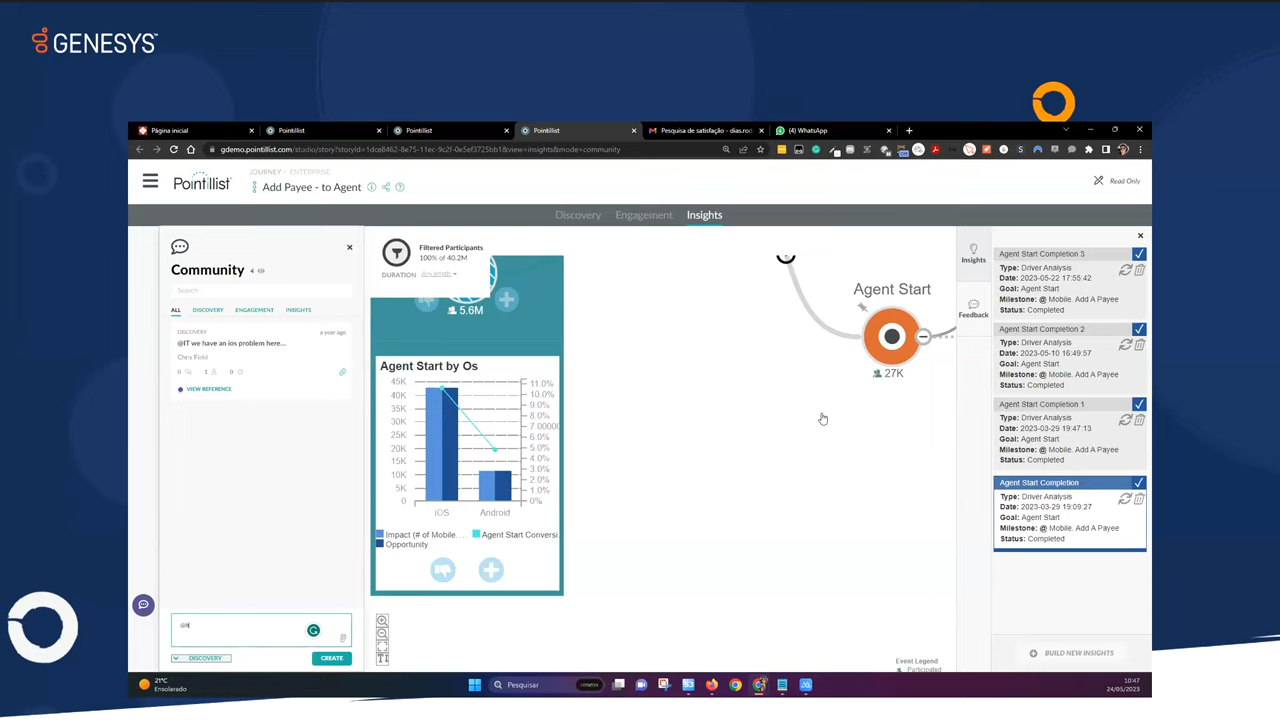 GENESYS
Página inicial
Pointillist
Pointillist
Pointillist
Pesquisa de satisfação - dias.rod
(4) WhatsApp
gdemo.pointillist.com/studio/story?storyId=1dce8462-8e75-11ec-9c2f-0e5ef3725bb1&view=insights&mode=community
Pointillist
JOURNEY / ENTERPRISE
Add Payee - to Agent
Read Only
Discovery
Engagement
Insights
Community 4
Search
ALL
DISCOVERY
ENGAGEMENT
INSIGHTS
DISCOVERY
a year ago
@IT we have an ios problem here...
Chris Field
0
1
0
VIEW REFERENCE
DISCOVERY
CREATE
Filtered Participants
100% of 40.2M
DURATION
Any length
5.6M
Agent Start by Os
45K
40K
35K
30K
25K
20K
15K
10K
5K
0
11.0%
10.0%
9.0%
8.0%
7.00000
6.0%
5.0%
4.0%
3.0%
2.0%
1.0%
0%
iOS
Android
Impact (# of Mobile. ...
Agent Start Conversi...
Opportunity
Agent Start
27K
Event Legend
Participated
Insights
Feedback
Agent Start Completion 3
Type: Driver Analysis
Date: 2023-05-22 17:55:42
Goal: Agent Start
Milestone: @ Mobile. Add A Payee
Status: Completed
Agent Start Completion 2
Type: Driver Analysis
Date: 2023-05-10 16:49:57
Goal: Agent Start
Milestone: @ Mobile. Add A Payee
Status: Completed
Agent Start Completion 1
Type: Driver Analysis
Date: 2023-03-29 19:47:13
Goal: Agent Start
Milestone: @ Mobile. Add A Payee
Status: Completed
Agent Start Completion
Type: Driver Analysis
Date: 2023-03-29 19:09:27
Goal: Agent Start
Milestone: @ Mobile. Add A Payee
Status: Completed
BUILD NEW INSIGHTS
21°C
Ensolarado
Pesquisar
10:47
24/05/2023